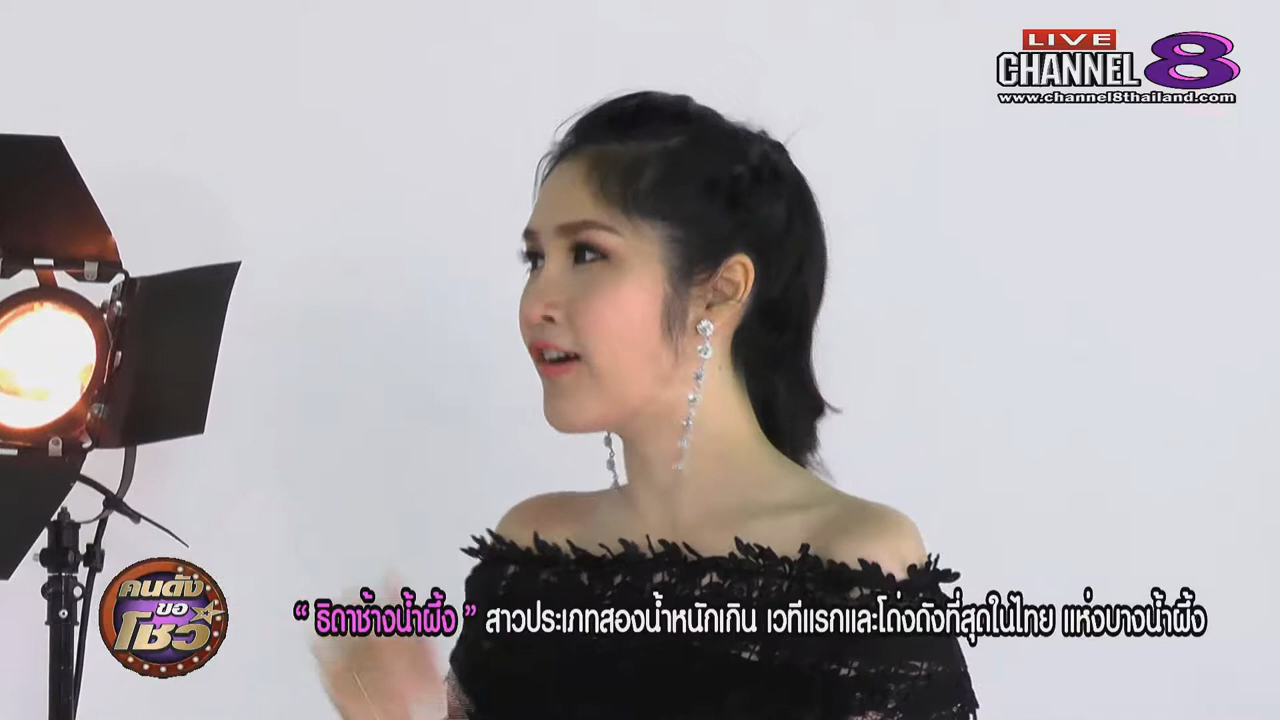 LIVE
CHANNEL 8
www.channel8thailand.com
คนดัง
ขอ
โชว์
“ ธิดาช้างน้ำผึ้ง ” สาวประเภทสองน้ำหนักเกิน เวทีแรกและโด่งดังที่สุดในไทย แห่งบางน้ำผึ้ง